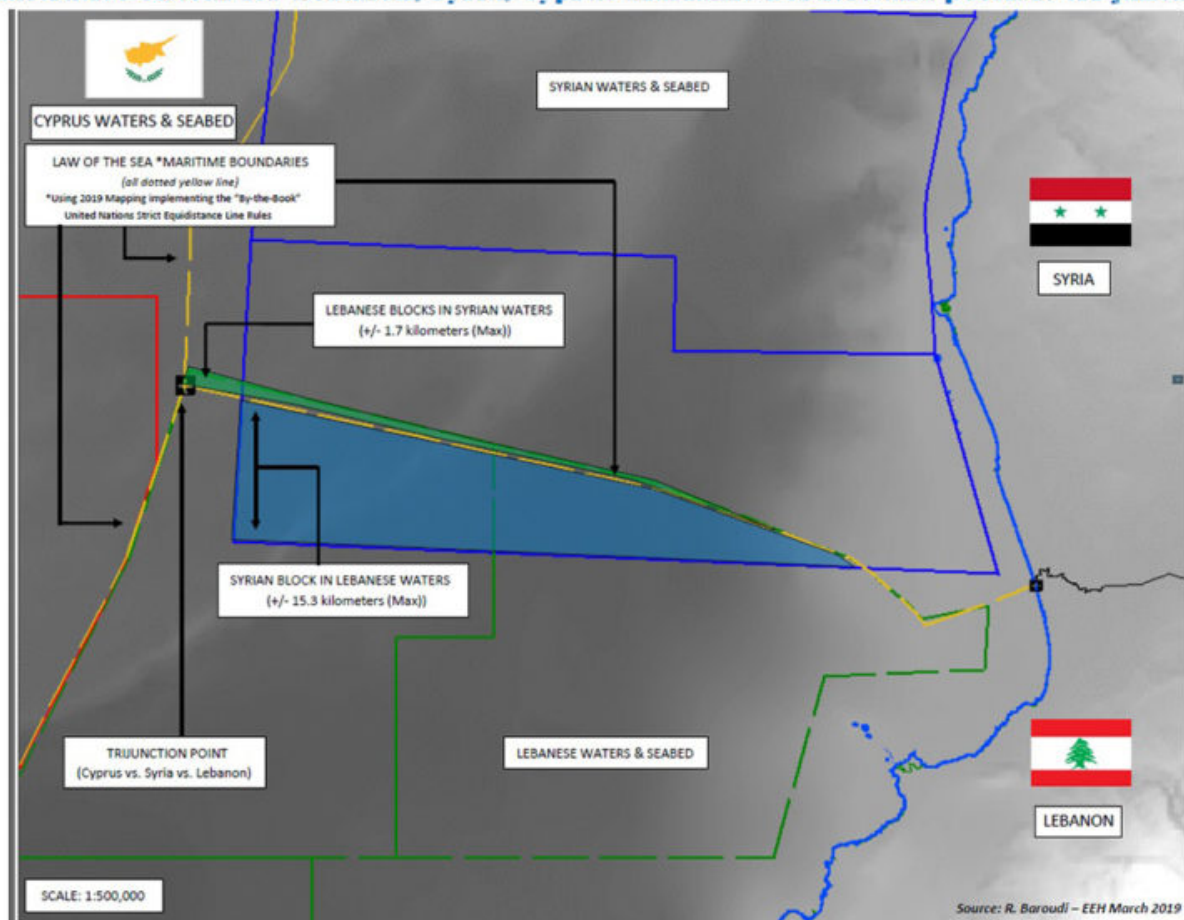 CYPRUS WATERS & SEABED
SYRIAN WATERS & SEABED
LAW OF THE SEA *MARITIME BOUNDARIES
(all dotted yellow line)
*Using 2019 Mapping implementing the "By-the-Book"
United Nations Strict Equidistance Line Rules
SYRIA
LEBANESE BLOCKS IN SYRIAN WATERS
(+/- 1.7 kilometers (Max))
SYRIAN BLOCK IN LEBANESE WATERS
(+/- 15.3 kilometers (Max))
TRIJUNCTION POINT
(Cyprus vs. Syria vs. Lebanon)
LEBANESE WATERS & SEABED
LEBANON
SCALE: 1:500,000
Source: R. Baroudi – EEH March 2019